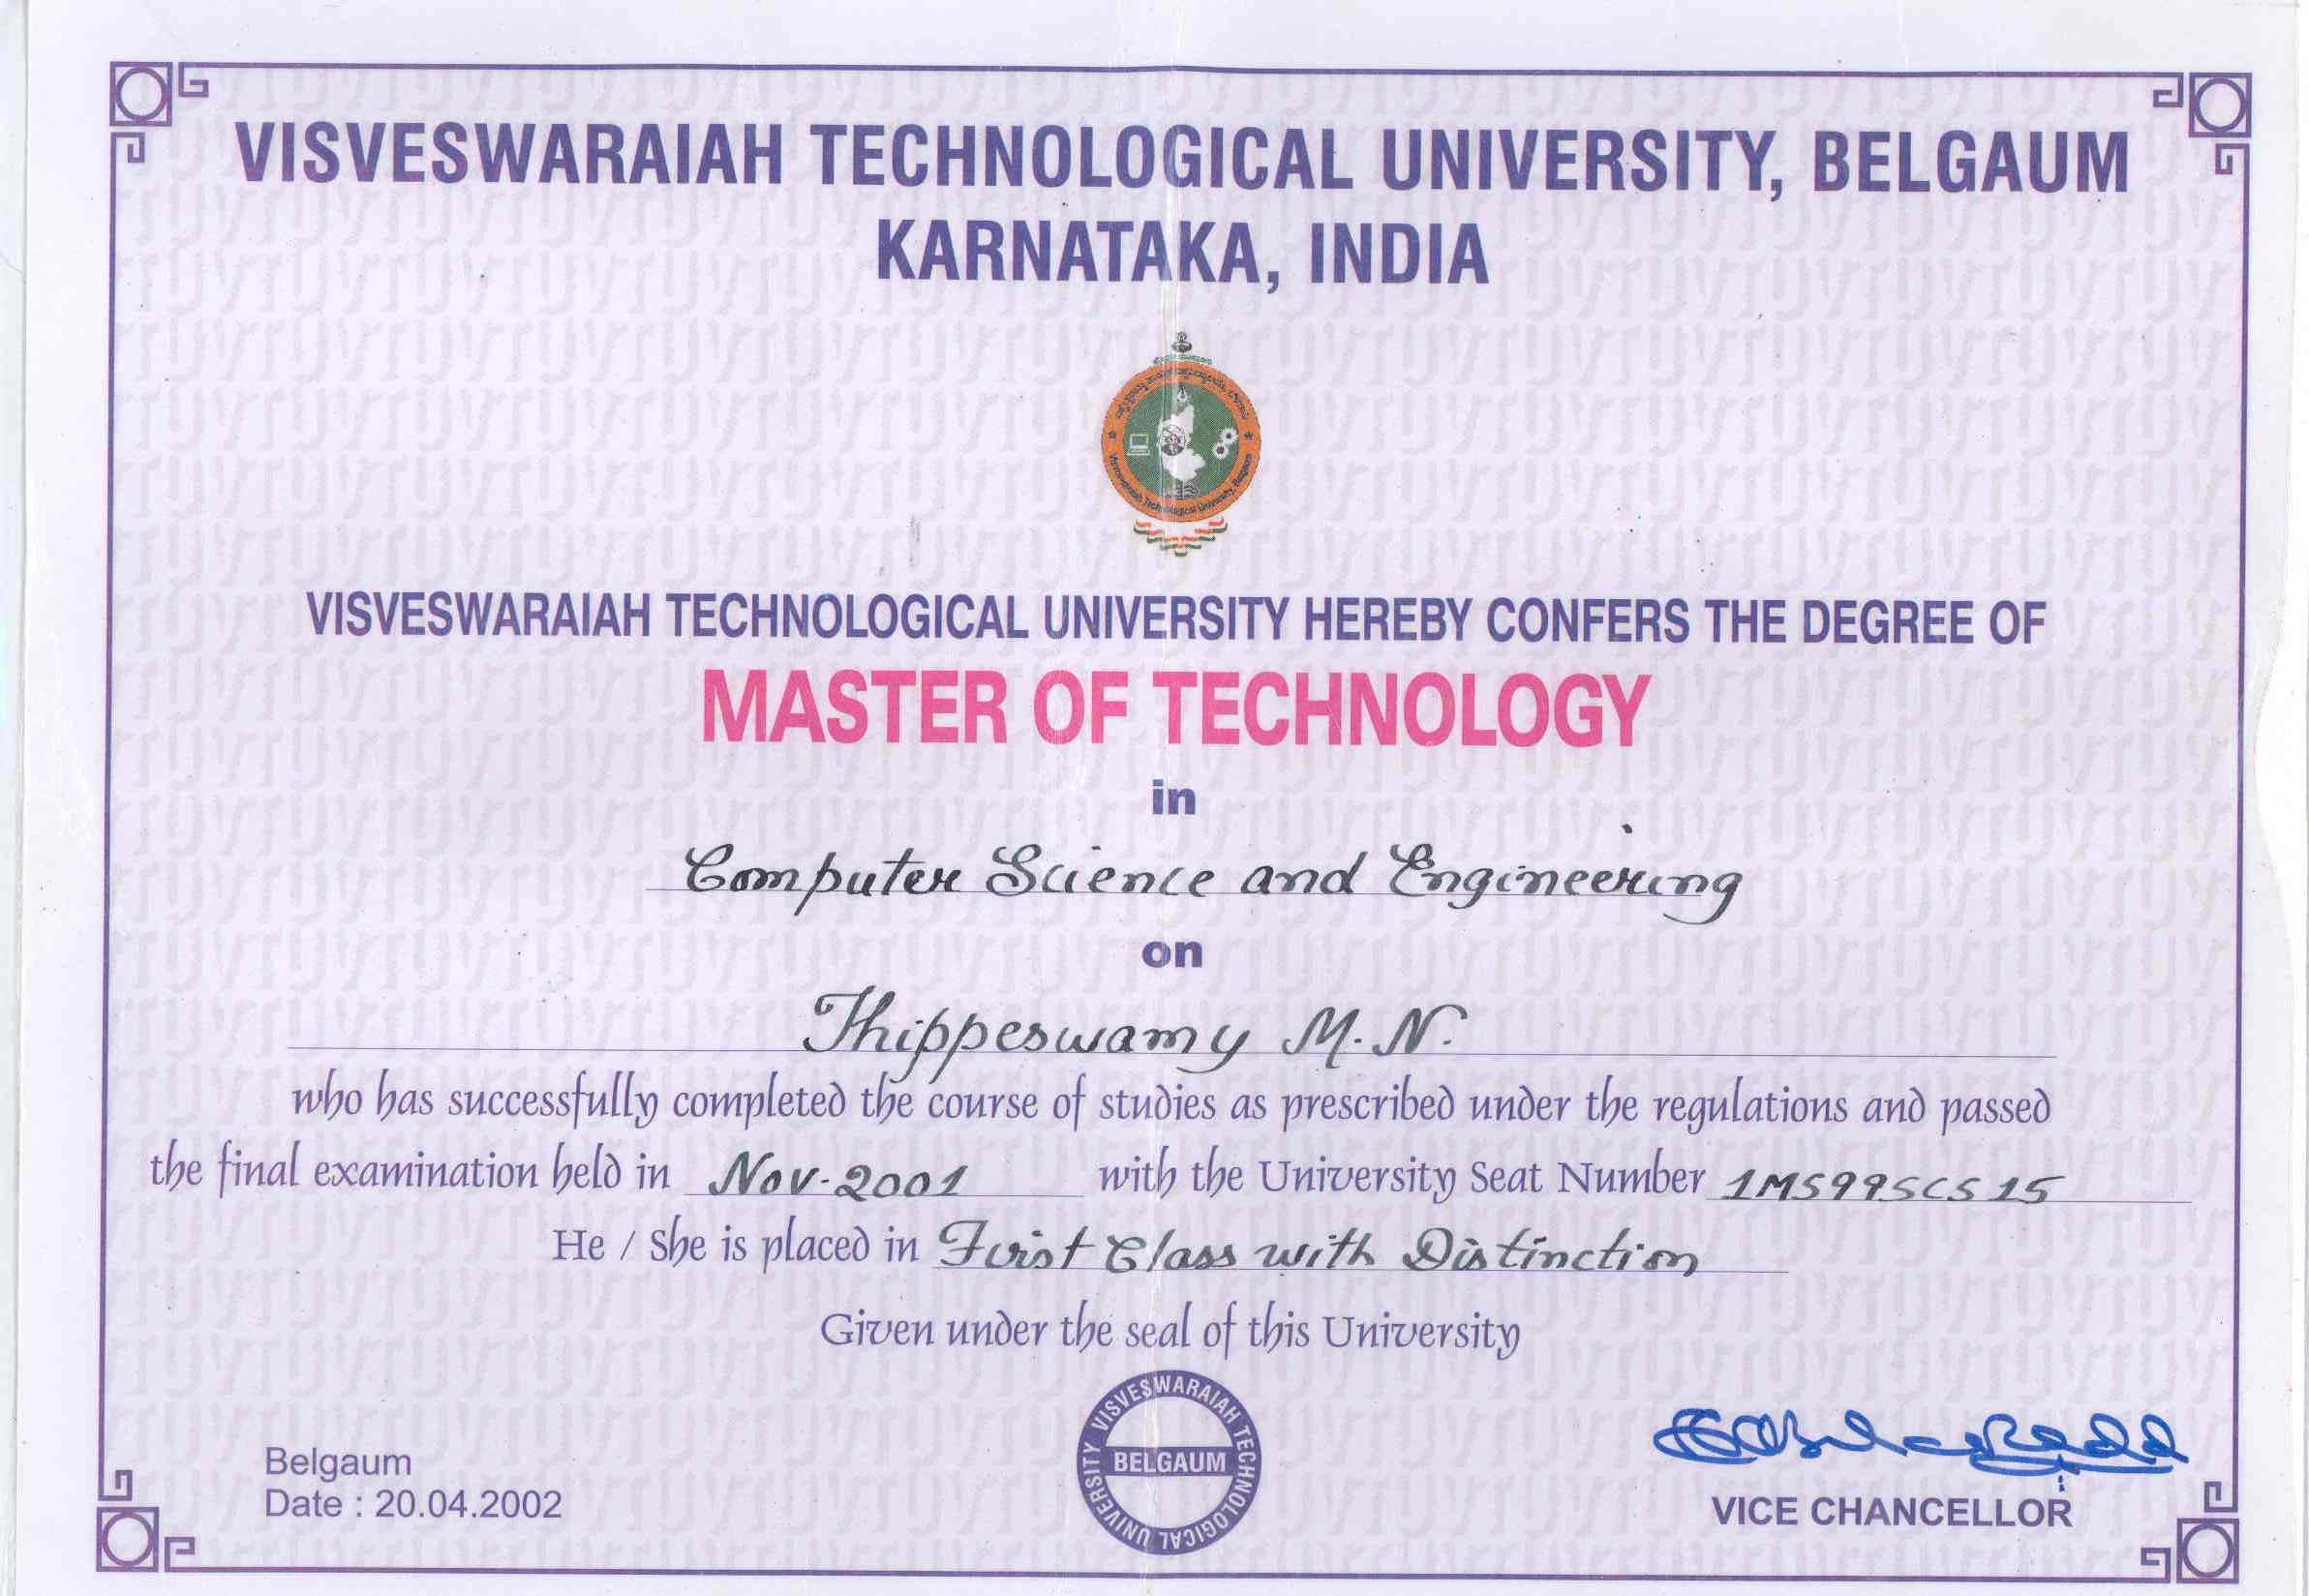 VISVESWARAIAH TECHNOLOGICAL UNIVERSITY, BELGAUM
KARNATAKA, INDIA
VISVESWARAIAH TECHNOLOGICAL UNIVERSITY HEREBY CONFERS THE DEGREE OF
MASTER OF TECHNOLOGY
in
Computer Science and Engineering
on
Thippeswamy M.N.
who has successfully completed the course of studies as prescribed under the regulations and passed
the final examination held in Nov-2001 with the University Seat Number 1MS99SCS15
He / She is placed in First Class with Distinction
Given under the seal of this University
VISVESWARAIAH TECHNOLOGICAL UNIVERSITY
BELGAUM
Belgaum
Date : 20.04.2002
VICE CHANCELLOR